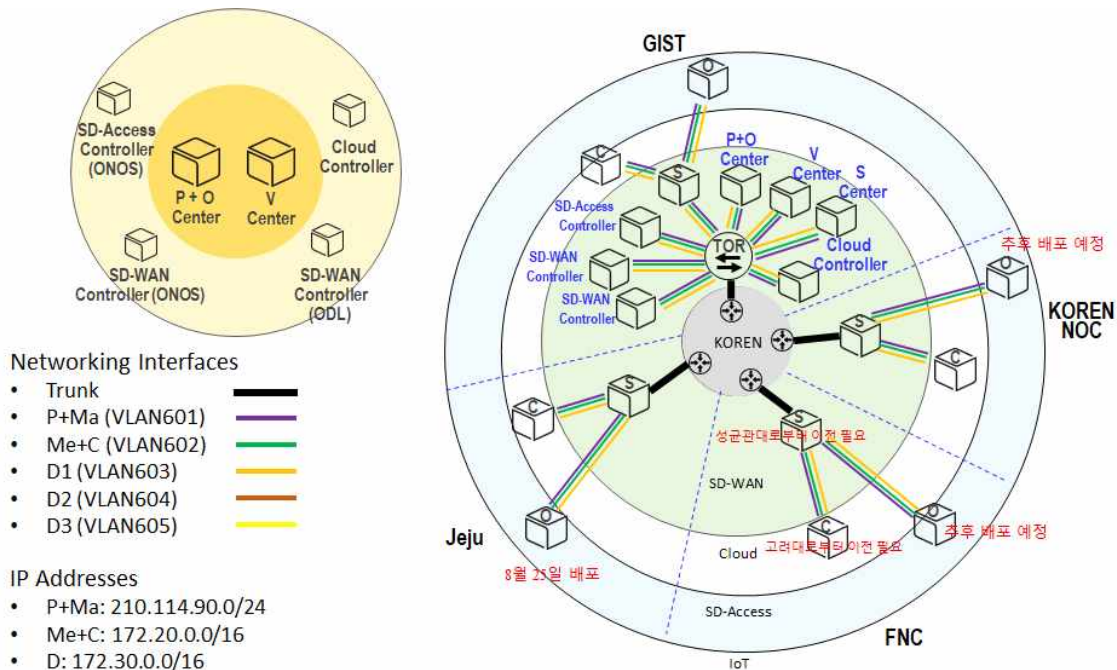 SD-Access
Controller
(ONOS)
Cloud
Controller
P + O
Center
V
Center
SD-WAN
Controller (ONOS)
SD-WAN
Controller
(ODL)
Networking Interfaces
• Trunk
• P+Ma (VLAN601)
• Me+C (VLAN602)
• D1 (VLAN603)
• D2 (VLAN604)
• D3 (VLAN605)
IP Addresses
• P+Ma: 210.114.90.0/24
• Me+C: 172.20.0.0/16
• D: 172.30.0.0/16
GIST
O
C
S
P+O
Center
V
Center
S
Center
SD-Access
Controller
TOR
SD-WAN
Controller
Cloud
Controller
SD-WAN
Controller
추후 배포 예정
O
KOREN
NOC
KOREN
S
C
S
C
O
Jeju
8월 25일 배포
S
성균관대로부터 이전 필요
SD-WAN
C
O
추후 배포 예정
Cloud
고려대로부터 이전 필요
SD-Access
FNC
IoT